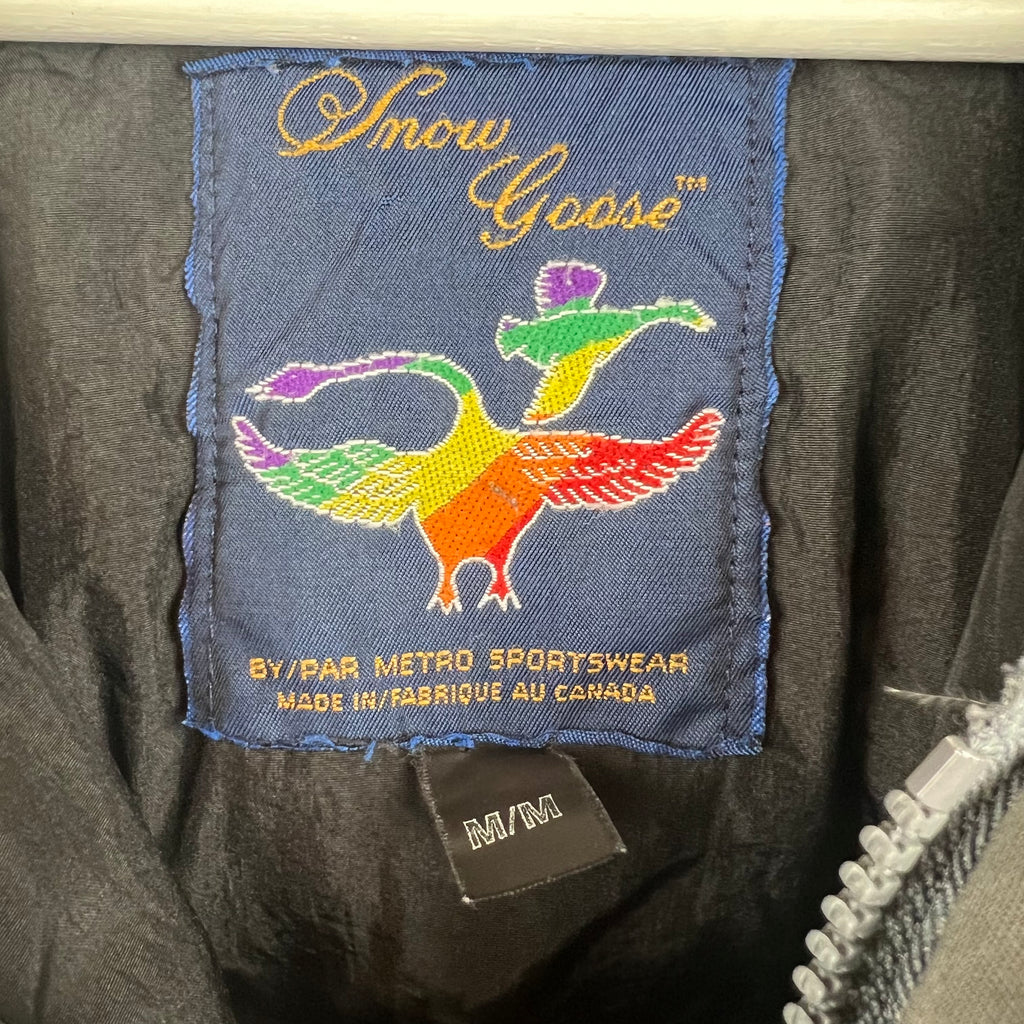 Snow
Goose™
BY/PAR METRO SPORTSWEAR
MADE IN/FABRIQUE AU CANADA
M/M